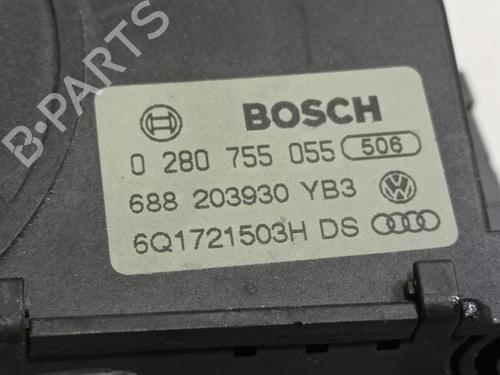 BOSCH
0 280 755 055 506
688 203930 YB3
6Q1721503H DS
B-PARTS